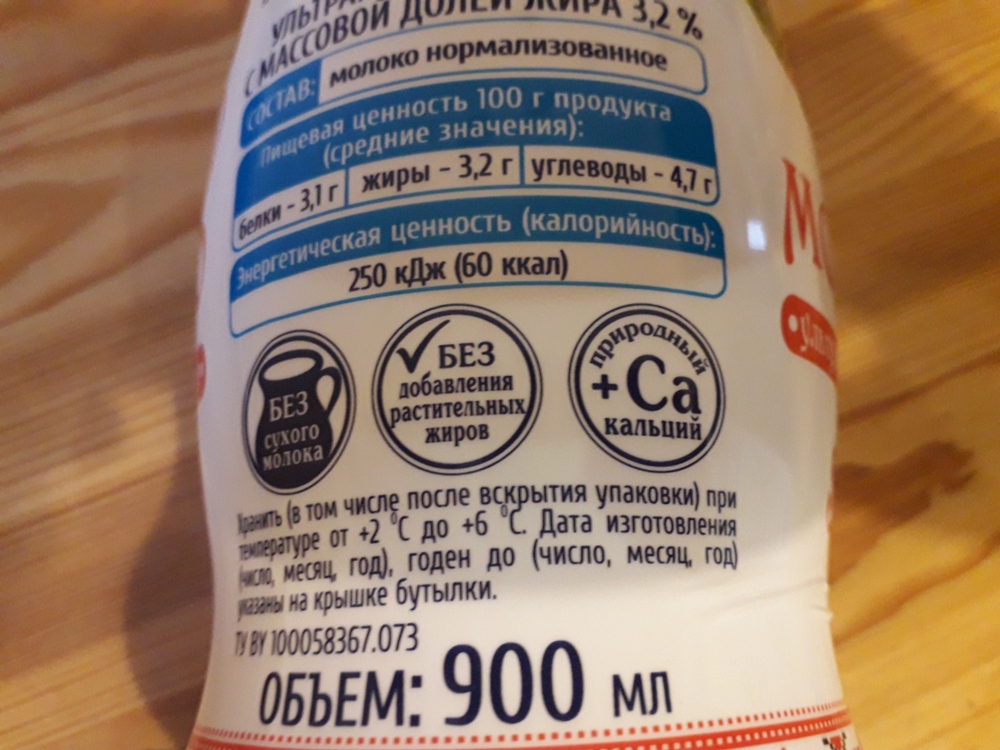 С МАССОВОЙ ДОЛЕЙ ЖИРА 3,2 %
СОСТАВ: молоко нормализованное
Пищевая ценность 100 г продукта
(средние значения):
белки - 3,1 г жиры - 3,2 г углеводы - 4,7 г
Энергетическая ценность (калорийность):
250 кДж (60 ккал)
БЕЗ
сухого
молока
БЕЗ
добавления
растительных
жиров
природный
+Ca
кальций
Хранить (в том числе после вскрытия упаковки) при
температуре от +2 °С до +6 °С. Дата изготовления
(число, месяц, год), годен до (число, месяц, год)
указаны на крышке бутылки.
ТУ BY 100058367.073
ОБЪЕМ: 900 мл